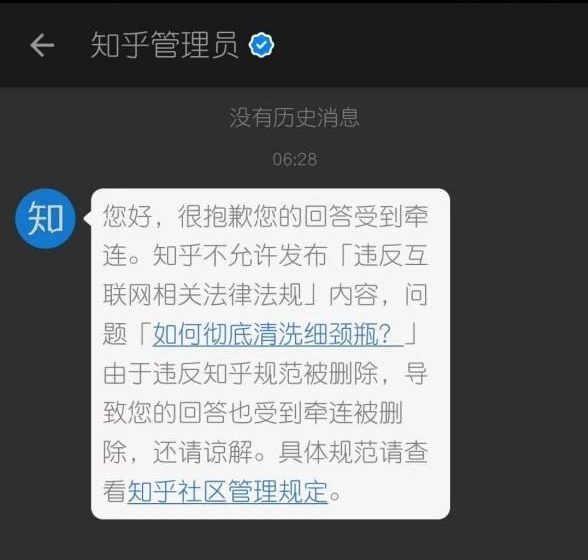 知乎管理员
没有历史消息
06:28
知
您好，很抱歉您的回答受到牵
连。知乎不允许发布「违反互
联网相关法律法规」内容，问
题「如何彻底清洗细颈瓶？」
由于违反知乎规范被删除，导
致您的回答也受到牵连被删
除，还请谅解。具体规范请查
看知乎社区管理规定。